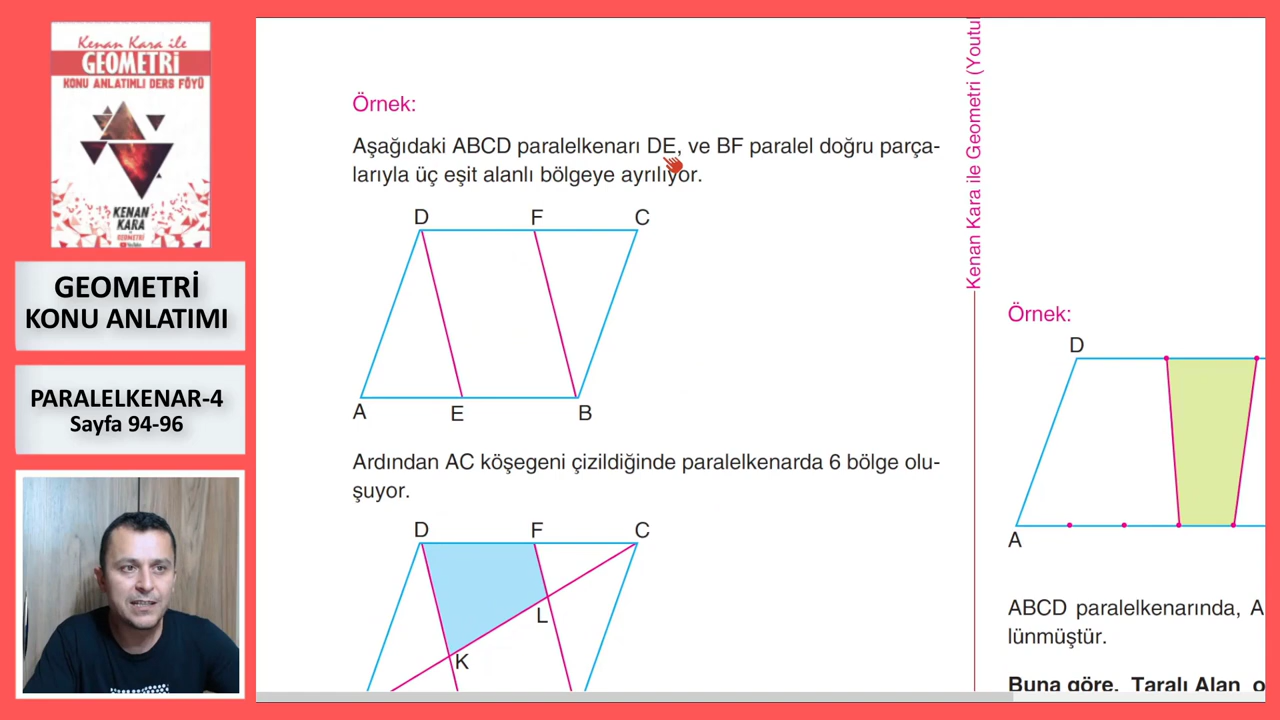 Kenan Kara ile
GEOMETRİ
KONU ANLATIMLI DERS FÖYÜ
KENAN
KARA
GEOMETRİ
KONU ANLATIMI
PARALELKENAR-4
Sayfa 94-96
Örnek:
Aşağıdaki ABCD paralelkenarı DE, ve BF paralel doğru parça-
larıyla üç eşit alanlı bölgeye ayrılıyor.
D F C
A E B
Ardından AC köşegeni çizildiğinde paralelkenarda 6 bölge olu-
şuyor.
D F C
L
K
Kenan Kara ile Geometri (Youtu
Örnek:
D
A
ABCD paralelkenarında, A
lünmüştür.
Buna göre, Taralı Alan o